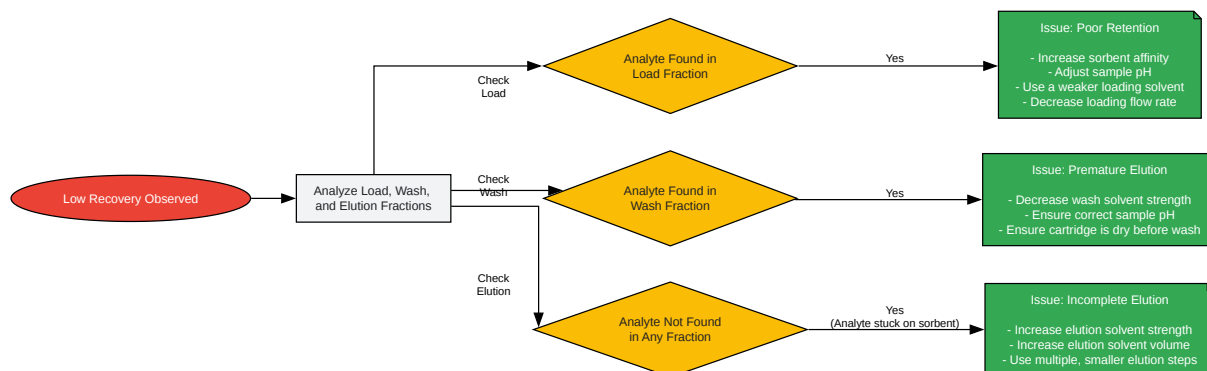 Low Recovery Observed
Analyze Load, Wash,
and Elution Fractions
Check
Load
Analyte Found in
Load Fraction
Yes
Issue: Poor Retention
- Increase sorbent affinity
- Adjust sample pH
- Use a weaker loading solvent
- Decrease loading flow rate
Check
Wash
Analyte Found in
Wash Fraction
Yes
Issue: Premature Elution
- Decrease wash solvent strength
- Ensure correct sample pH
- Ensure cartridge is dry before wash
Check
Elution
Analyte Not Found
in Any Fraction
Yes
(Analyte stuck on sorbent)
Issue: Incomplete Elution
- Increase elution solvent strength
- Increase elution solvent volume
- Use multiple, smaller elution steps